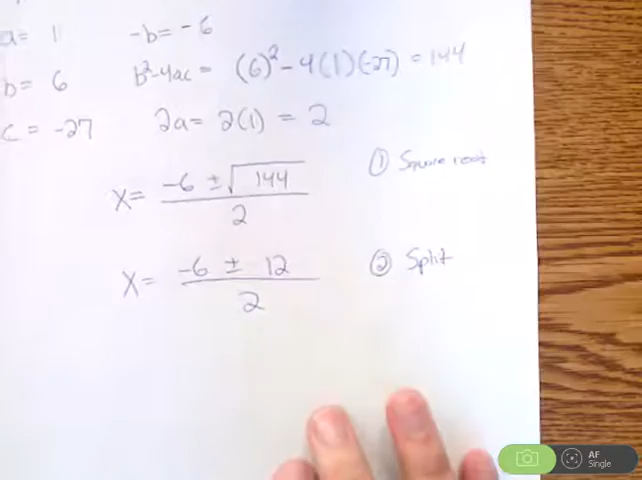 a= 1 -b= -6
b= 6 b²-4ac = (6)² - 4(1)(-27) = 144
c = -27 2a= 2(1) = 2
x= -6 ± √144 / 2 ① Square root
x= -6 ± 12 / 2 ② Split
AF
Single